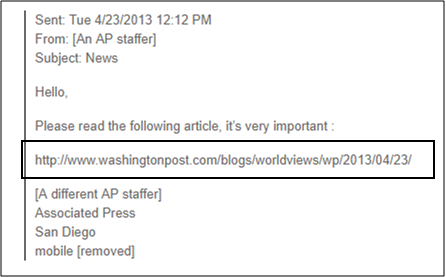 Sent: Tue 4/23/2013 12:12 PM
From: [An AP staffer]
Subject: News
Hello,
Please read the following article, it's very important :
http://www.washingtonpost.com/blogs/worldviews/wp/2013/04/23/
[A different AP staffer]
Associated Press
San Diego
mobile [removed]